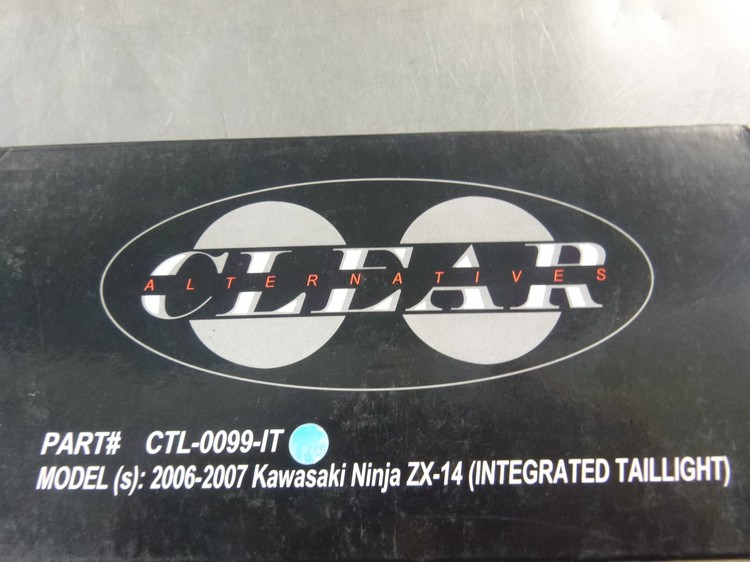 CLEAR
ALTERNATIVES
PART# CTL-0099-IT
MODEL (s): 2006-2007 Kawasaki Ninja ZX-14 (INTEGRATED TAILLIGHT)